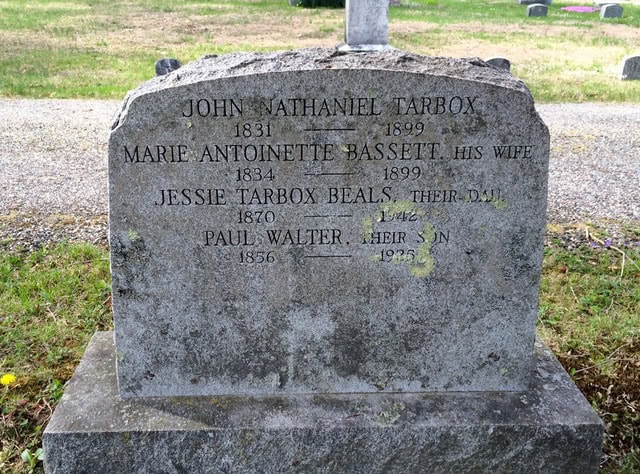 JOHN NATHANIEL TARBOX
1831 — 1899
MARIE ANTOINETTE BASSETT, HIS WIFE
1834 — 1899
JESSIE TARBOX BEALS, THEIR DAU.
1870 — 1942
PAUL WALTER, THEIR SON
1856 — 1935